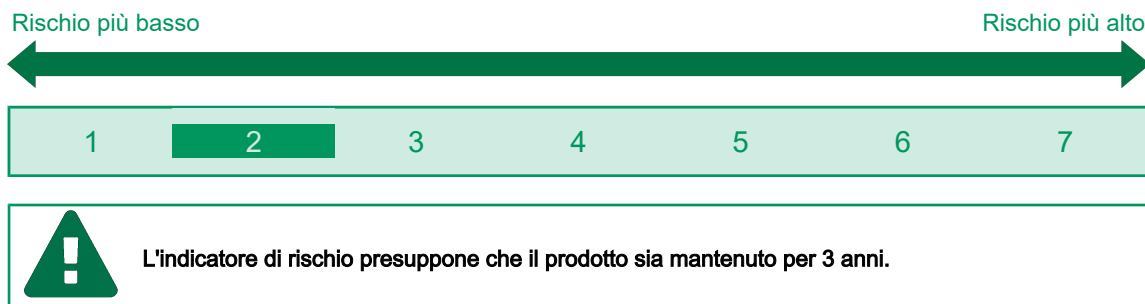 Rischio più basso Rischio più alto
1 2 3 4 5 6 7
L'indicatore di rischio presuppone che il prodotto sia mantenuto per 3 anni.